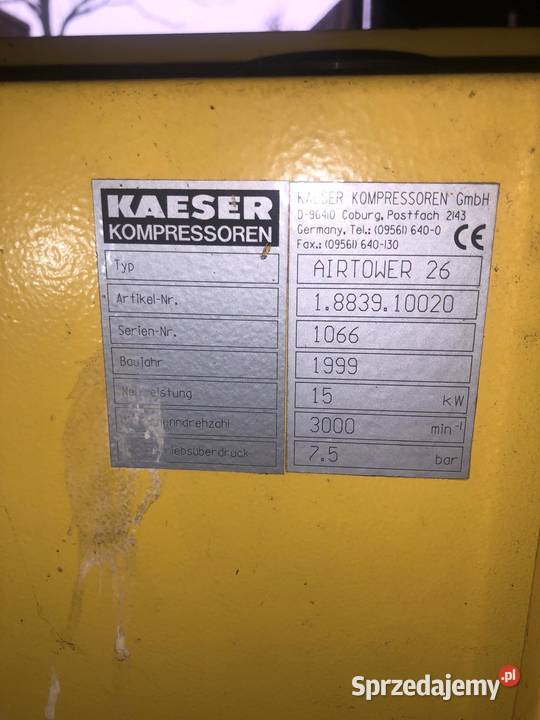 KAESER
KOMPRESSOREN
KAESER KOMPRESSOREN GmbH
D-96410 Coburg, Postfach 2143
Germany, Tel.: (09561) 640-0
Fax.: (09561) 640-130
CE
Typ AIRTOWER 26
Artikel-Nr. 1.8839.10020
Serien-Nr. 1066
Baujahr 1999
15 kW
3000 min-1
7.5 bar
Sprzedajemy.pl